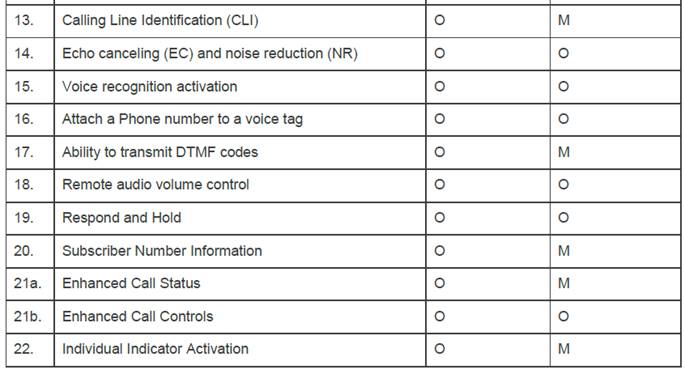 13. Calling Line Identification (CLI) O M
14. Echo canceling (EC) and noise reduction (NR) O O
15. Voice recognition activation O O
16. Attach a Phone number to a voice tag O O
17. Ability to transmit DTMF codes O M
18. Remote audio volume control O O
19. Respond and Hold O O
20. Subscriber Number Information O M
21a. Enhanced Call Status O M
21b. Enhanced Call Controls O O
22. Individual Indicator Activation O M